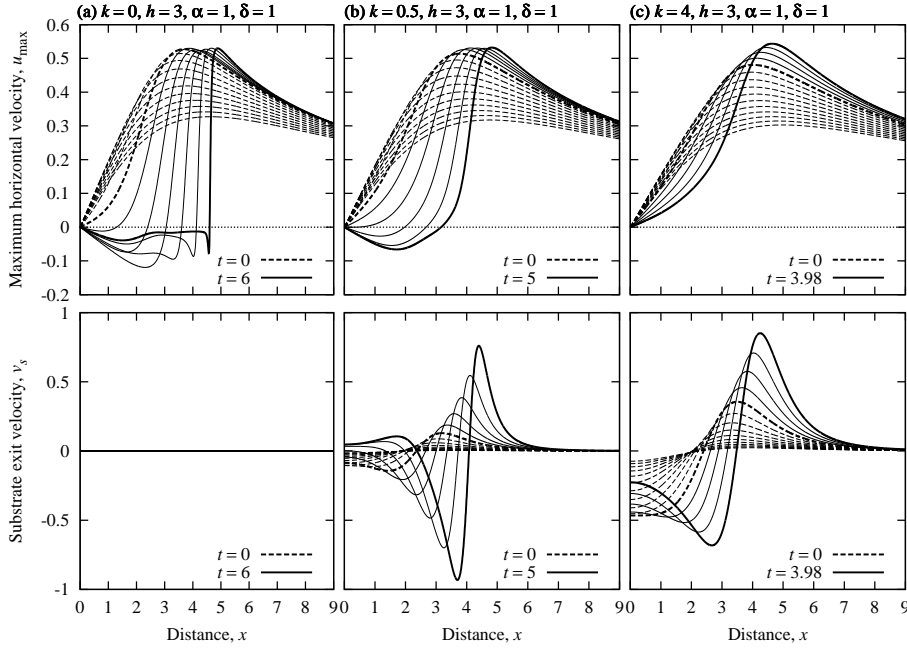 (a) k = 0, h = 3, α = 1, δ = 1
(b) k = 0.5, h = 3, α = 1, δ = 1
(c) k = 4, h = 3, α = 1, δ = 1
Maximum horizontal velocity, u_max
0.6
0.5
0.4
0.3
0.2
0.1
0
-0.1
0.2
t = 0
t = 6
t = 0
t = 5
t = 0
t = 3.98
Substrate exit velocity, v_s
1
0.5
0
-0.5
-1
t = 0
t = 6
t = 0
t = 5
t = 0
t = 3.98
0 1 2 3 4 5 6 7 8 9
0 1 2 3 4 5 6 7 8 9
0 1 2 3 4 5 6 7 8 9
Distance, x
Distance, x
Distance, x